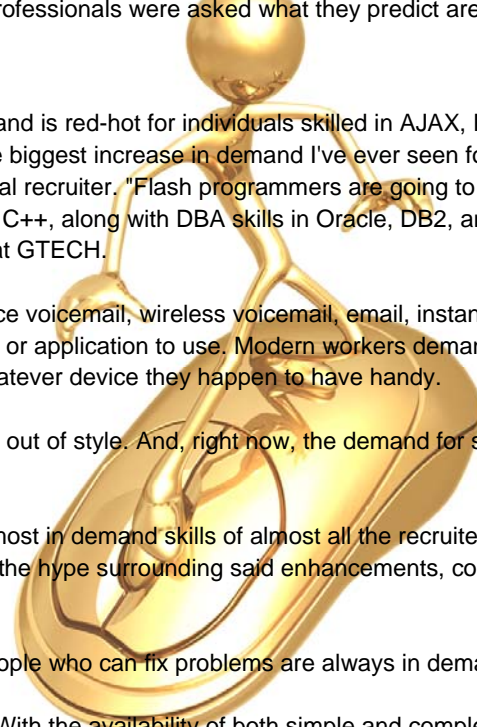 rofessionals were asked what they predict are
and is red-hot for individuals skilled in AJAX,
e biggest increase in demand I've ever seen fo
al recruiter. "Flash programmers are going to
C++, along with DBA skills in Oracle, DB2, an
at GTECH.
ce voicemail, wireless voicemail, email, instan
or application to use. Modern workers deman
atever device they happen to have handy.
out of style. And, right now, the demand for s
most in demand skills of almost all the recruite
the hype surrounding said enhancements, co
ople who can fix problems are always in dema
With the availability of both simple and comple